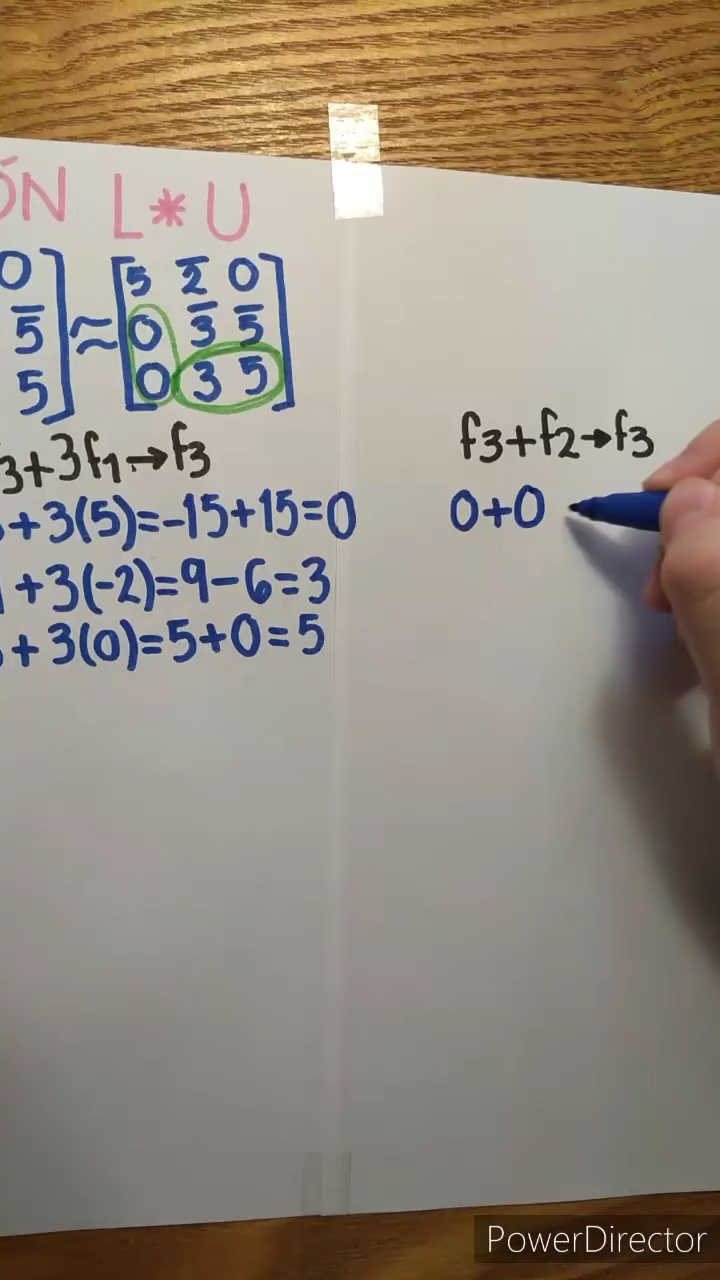 ÓN L*U
0 ] ≈ [ 5 2̅ 0
5̅ 0 3̅ 5̅
5 0 3 5 ]
3+3f1→f3
+3(5)=-15+15=0
+3(-2)=9-6=3
+3(0)=5+0=5
f3+f2→f3
0+0
PowerDirector